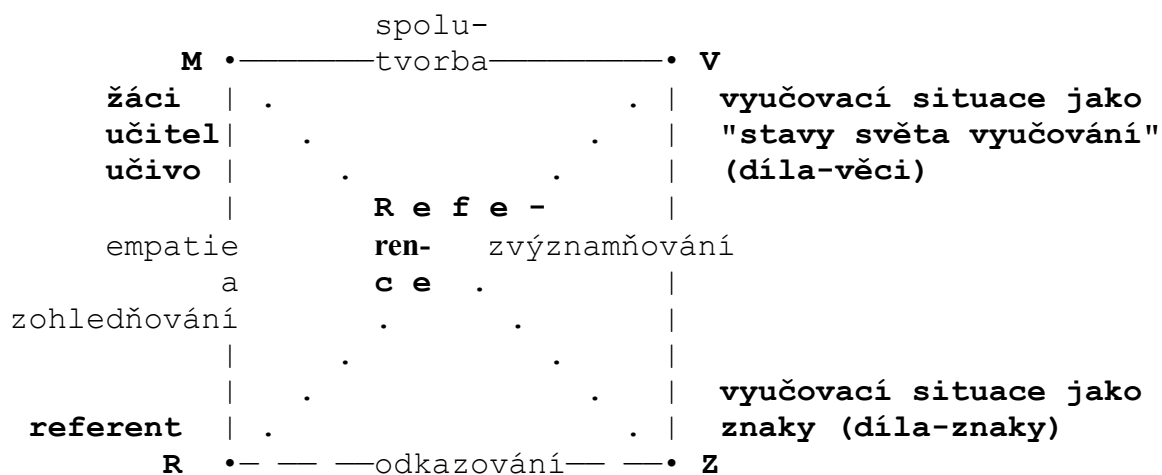 spolu-
M •———————tvorba—————————• V
žáci | . . | vyučovací situace jako
učitel| . . | "stavy světa vyučování"
učivo | . . | (díla-věci)
| R e f e - |
empatie ren- zvýznamňování
a c e . |
zohledňování . . |
| . . |
| . . | vyučovací situace jako
referent | . . | znaky (díla-znaky)
R •— —— ——odkazování—— ——• Z